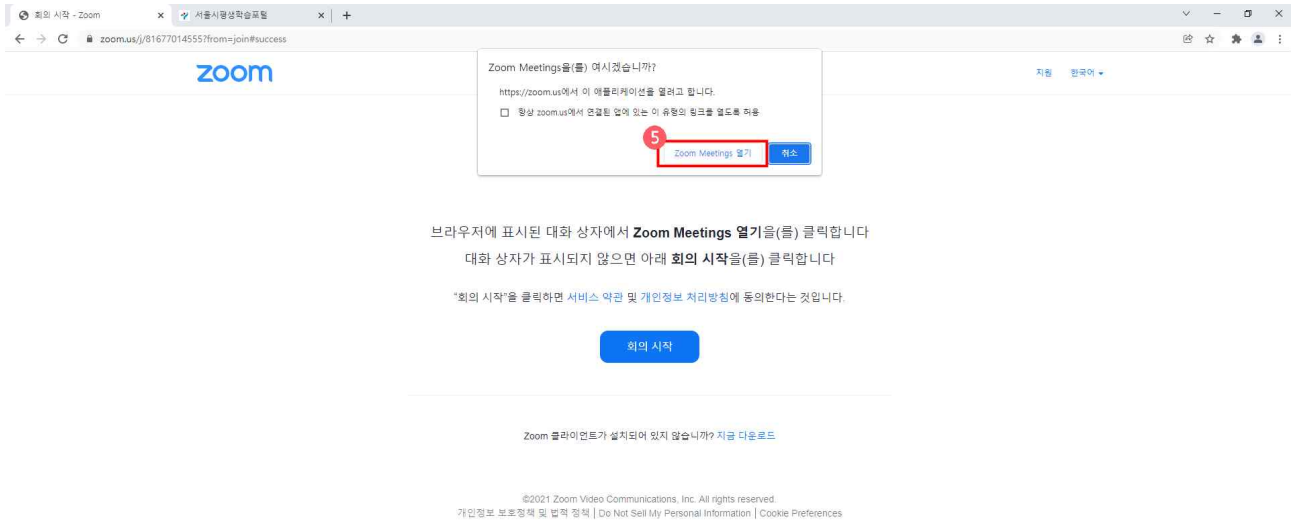 회의 시작 - Zoom
서울시평생학습포털
zoom.us/j/81677014555?from=join#success
zoom
지원 한국어
Zoom Meetings을(를) 여시겠습니까?
https://zoom.us에서 이 애플리케이션을 열려고 합니다.
항상 zoom.us에서 연결된 앱에 있는 이 유형의 링크를 열도록 허용
5
Zoom Meetings 열기 취소
브라우저에 표시된 대화 상자에서 Zoom Meetings 열기을(를) 클릭합니다
대화 상자가 표시되지 않으면 아래 회의 시작을(를) 클릭합니다
“회의 시작”을 클릭하면 서비스 약관 및 개인정보 처리방침에 동의한다는 것입니다.
회의 시작
Zoom 클라이언트가 설치되어 있지 않습니까? 지금 다운로드
©2021 Zoom Video Communications, Inc. All rights reserved.
개인정보 보호정책 및 법적 정책 | Do Not Sell My Personal Information | Cookie Preferences